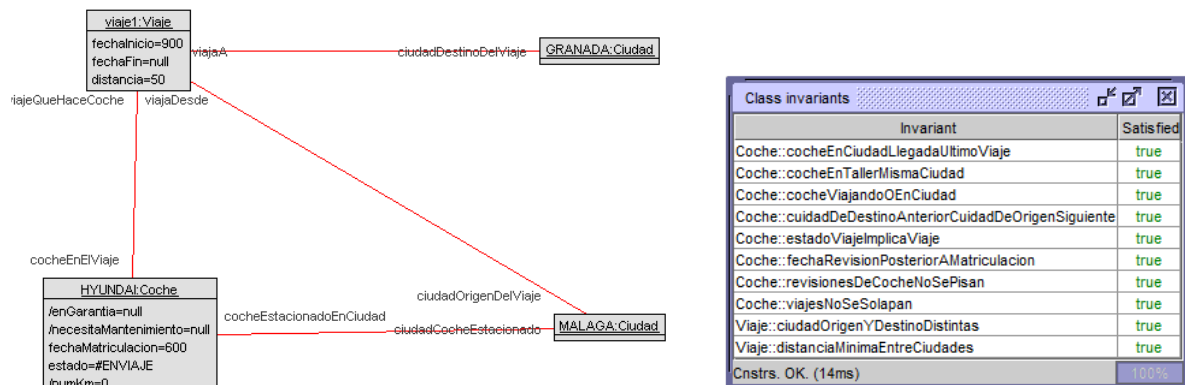 viaje1:Viaje
fechaInicio=900
fechaFin=null
distancia=50
viajaA
ciudadDestinoDelViaje
GRANADA:Ciudad
viajeQueHaceCoche
viajaDesde
cocheEnElViaje
HYUNDAI:Coche
/enGarantia=null
/necesitaMantenimiento=null
fechaMatriculacion=600
estado=#ENVIAJE
/numKm=0
cocheEstacionadoEnCiudad
ciudadOrigenDelViaje
ciudadCocheEstacionado
MALAGA:Ciudad
Class invariants
Invariant Satisfied
Coche::cocheEnCiudadLlegadaUltimoViaje true
Coche::cocheEnTallerMismaCiudad true
Coche::cocheViajandoOEnCiudad true
Coche::cuidadDeDestinoAnteriorCuidadDeOrigenSiguiente true
Coche::estadoViajeImplicaViaje true
Coche::fechaRevisionPosteriorAMatriculacion true
Coche::revisionesDeCocheNoSePisan true
Coche::viajesNoSeSolapan true
Viaje::ciudadOrigenYDestinoDistintas true
Viaje::distanciaMinimaEntreCiudades true
Cnstrs. OK. (14ms) 100%